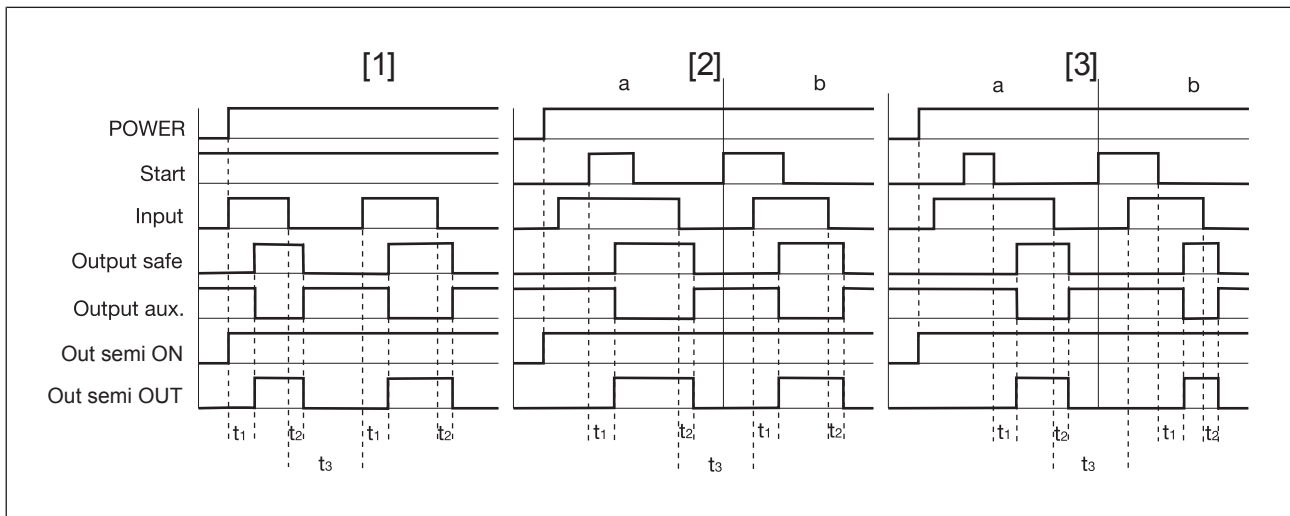 [1] [2] [3]
a b a b
POWER
Start
Input
Output safe
Output aux.
Out semi ON
Out semi OUT
t1 t2 t1 t2 t1 t2 t1 t2 t1 t2 t1 t2
t3 t3 t3